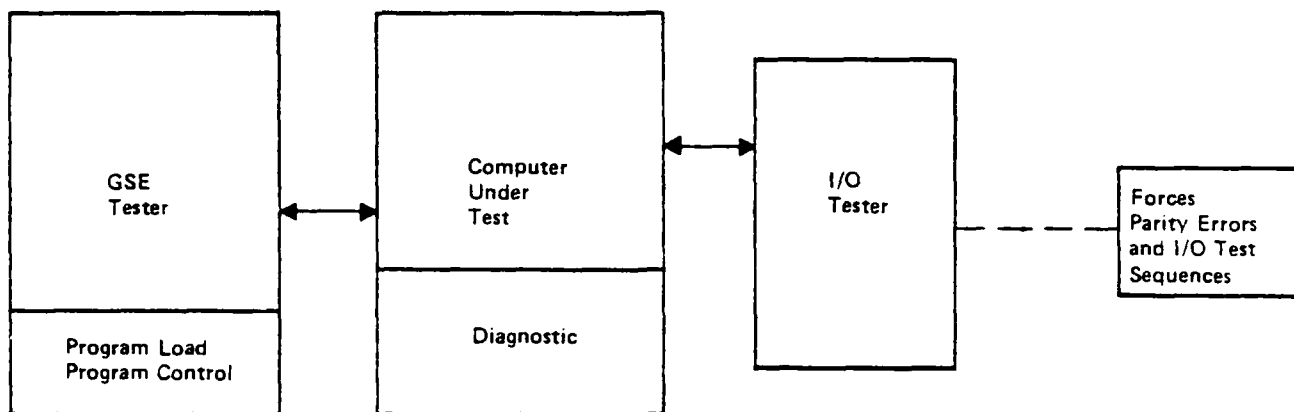 GSE
Tester
Program Load
Program Control
Computer
Under
Test
Diagnostic
I/O
Tester
Forces
Parity Errors
and I/O Test
Sequences